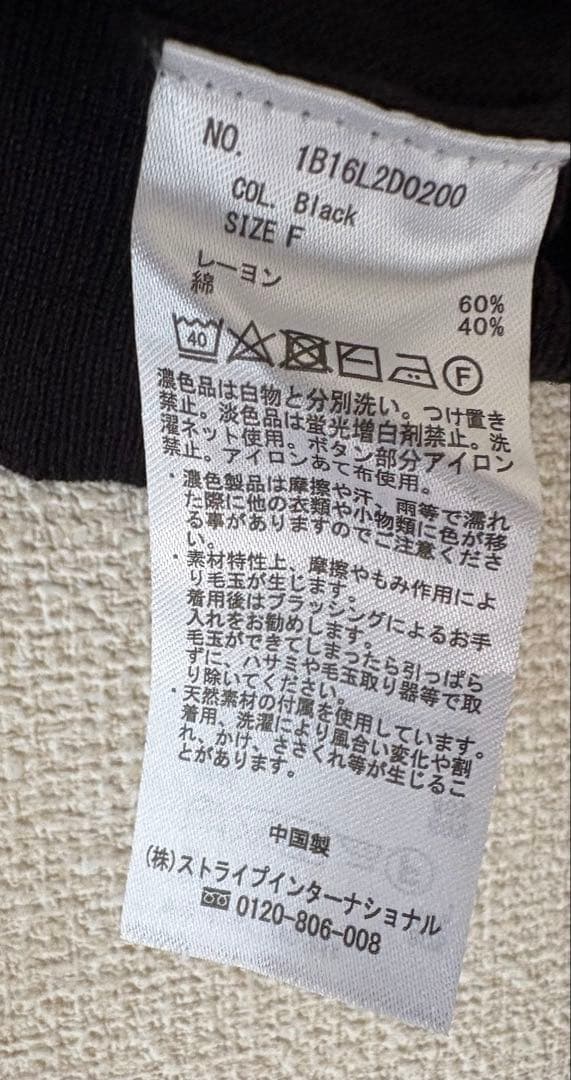 NO. 1B16L2D0200
COL. Black
SIZE F
レーヨン 60%
綿 40%
40 F
濃色品は白物と分別洗い。つけ置き
禁止。淡色品は蛍光増白剤禁止。洗
濯ネット使用。ボタン部分アイロン
禁止。アイロンあて布使用。
・濃色製品は摩擦や汗、雨等で濡れ
た際に他の衣類や小物類に色が移
る事がありますのでご注意くださ
い。
・素材特性上、摩擦やもみ作用によ
り毛玉が生じます。
着用後はブラッシングによるお手
入れをお勧めします。
毛玉ができてしまったら引っぱら
ずに、ハサミや毛玉取り器等で取
り除いてください。
・天然素材の付属を使用しています。
着用、洗濯により風合い変化や割
れ、かけ、ささくれ等が生じるこ
とがあります。
中国製
(株)ストライプインターナショナル
0120-806-008